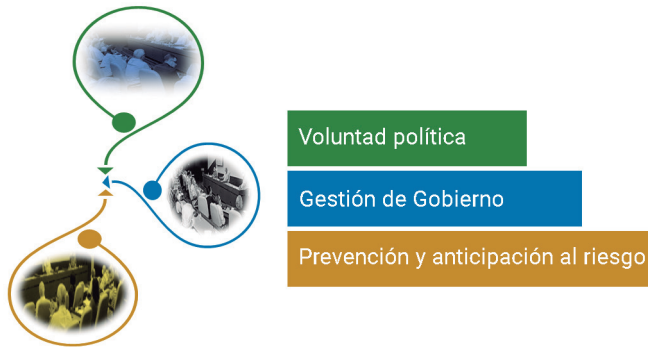 Voluntad política
Gestión de Gobierno
Prevención y anticipación al riesgo